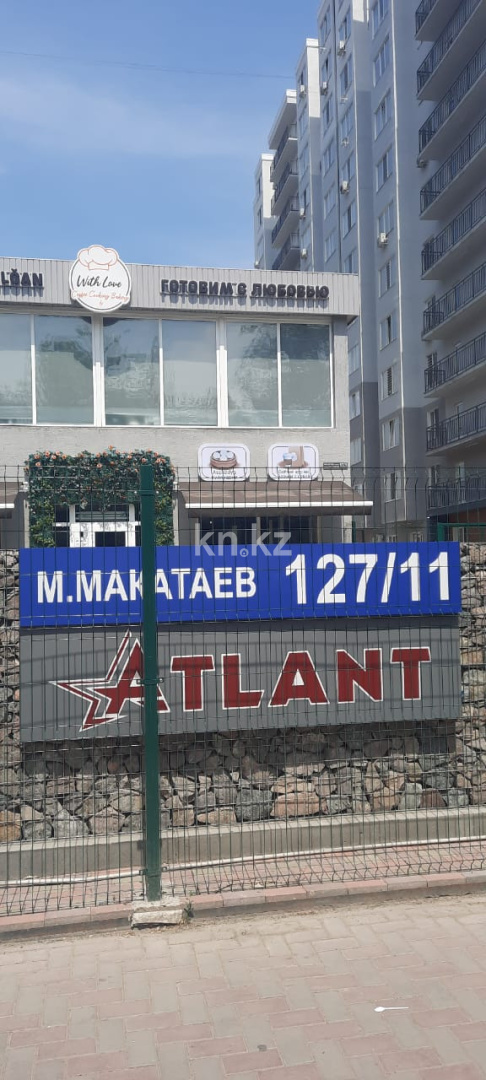 With Love
ГОТОВИМ С ЛЮБОВЬЮ
kn.kz
М.МАКАТАЕВ 127/11
ATLANT